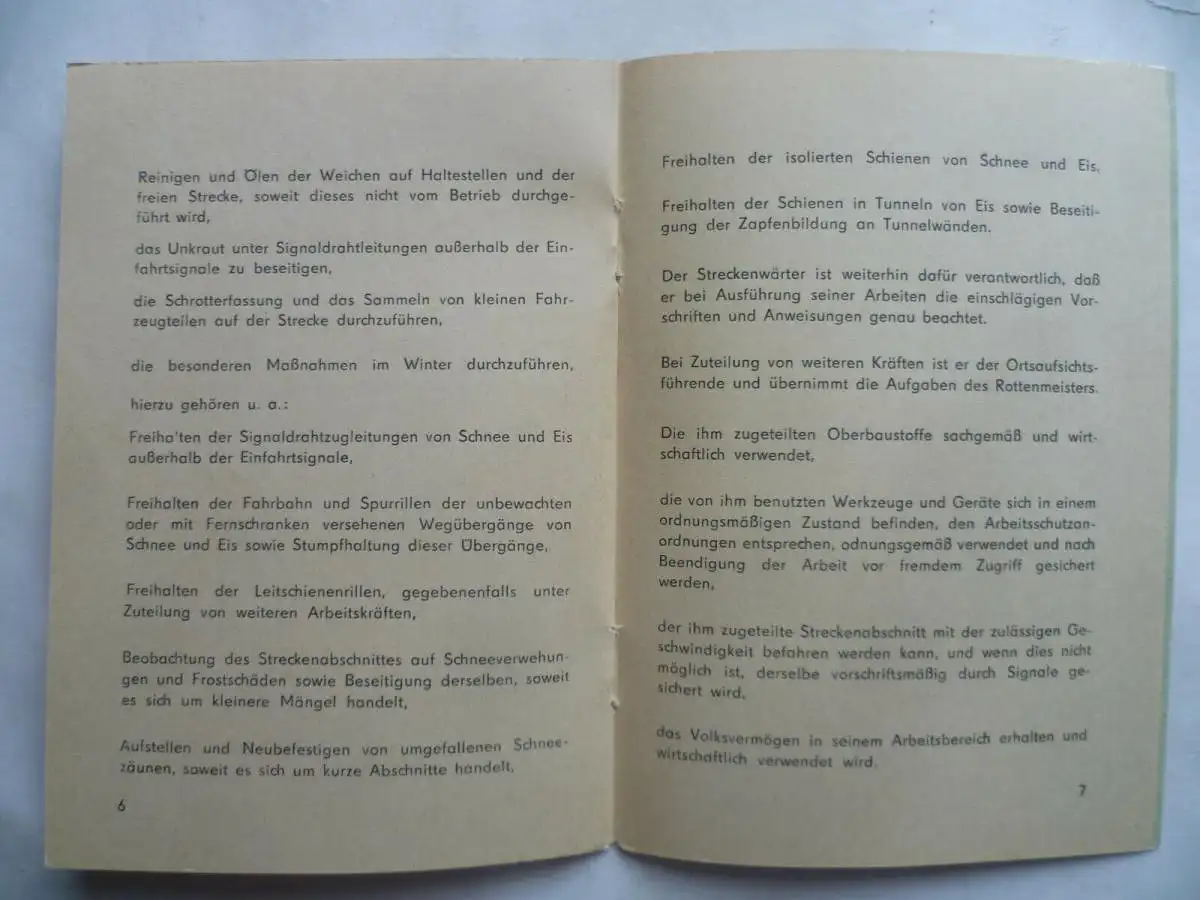 Reinigen und Ölen der Weichen auf Haltestellen und der
freien Strecke, soweit dieses nicht vom Betrieb durchge-
führt wird,
das Unkraut unter Signaldrahtleitungen außerhalb der Ein-
fahrtsignale zu beseitigen,
die Schrotterfassung und das Sammeln von kleinen Fahr-
zeugteilen auf der Strecke durchzuführen,
die besonderen Maßnahmen im Winter durchzuführen,
hierzu gehören u. a.:
Freiha'ten der Signaldrahtzugleitungen von Schnee und Eis
außerhalb der Einfahrtsignale,
Freihalten der Fahrbahn und Spurrillen der unbewachten
oder mit Fernschranken versehenen Wegübergänge von
Schnee und Eis sowie Stumpfhaltung dieser Übergänge,
Freihalten der Leitschienenrillen, gegebenenfalls unter
Zuteilung von weiteren Arbeitskräften,
Beobachtung des Streckenabschnittes auf Schneeverwehun-
gen und Frostschäden sowie Beseitigung derselben, soweit
es sich um kleinere Mängel handelt,
Aufstellen und Neubefestigen von umgefallenen Schnee-
zäunen, soweit es sich um kurze Abschnitte handelt,
6
Freihalten der isolierten Schienen von Schnee und Eis,
Freihalten der Schienen in Tunneln von Eis sowie Beseiti-
gung der Zapfenbildung an Tunnelwänden.
Der Streckenwärter ist weiterhin dafür verantwortlich, daß
er bei Ausführung seiner Arbeiten die einschlägigen Vor-
schriften und Anweisungen genau beachtet.
Bei Zuteilung von weiteren Kräften ist er der Ortsaufsichts-
führende und übernimmt die Aufgaben des Rottenmeisters.
Die ihm zugeteilten Oberbaustoffe sachgemäß und wirt-
schaftlich verwendet,
die von ihm benutzten Werkzeuge und Geräte sich in einem
ordnungsmäßigen Zustand befinden, den Arbeitsschutzan-
ordnungen entsprechen, odnungsgemäß verwendet und nach
Beendigung der Arbeit vor fremdem Zugriff gesichert
werden,
der ihm zugeteilte Streckenabschnitt mit der zulässigen Ge-
schwindigkeit befahren werden kann, und wenn dies nicht
möglich ist, derselbe vorschriftsmäßig durch Signale ge-
sichert wird,
das Volksvermögen in seinem Arbeitsbereich erhalten und
wirtschaftlich verwendet wird.
7